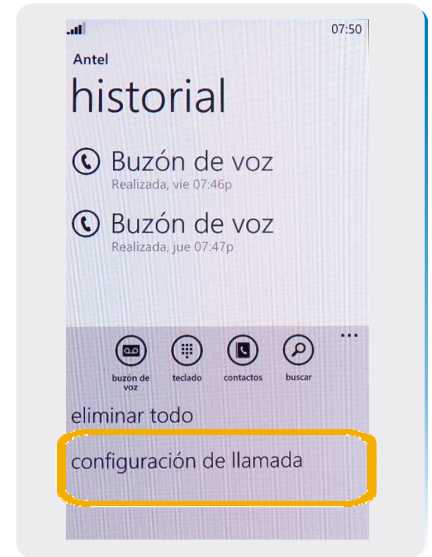 07:50
Antel
historial
Buzón de voz
Realizada, vie 07:46p
Buzón de voz
Realizada, jue 07:47p
...
buzón de
voz
teclado
contactos
buscar
eliminar todo
configuración de llamada